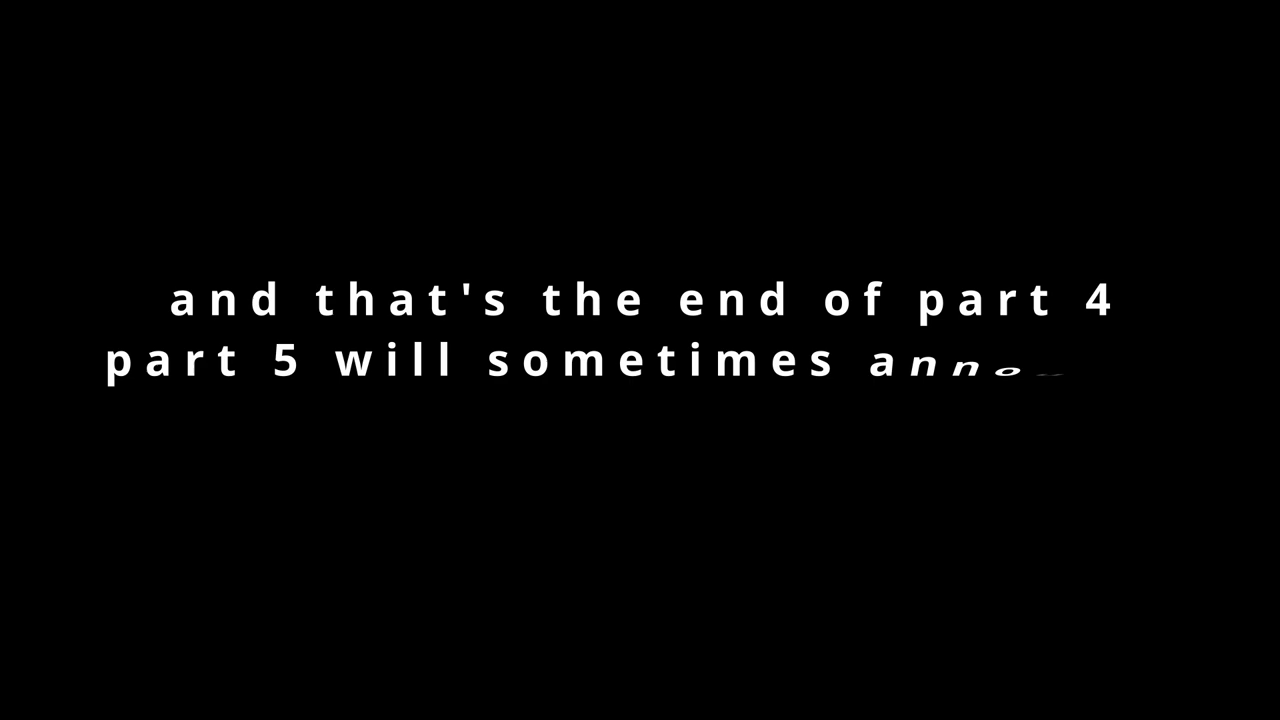 and that's the end of part 4
part 5 will sometimes